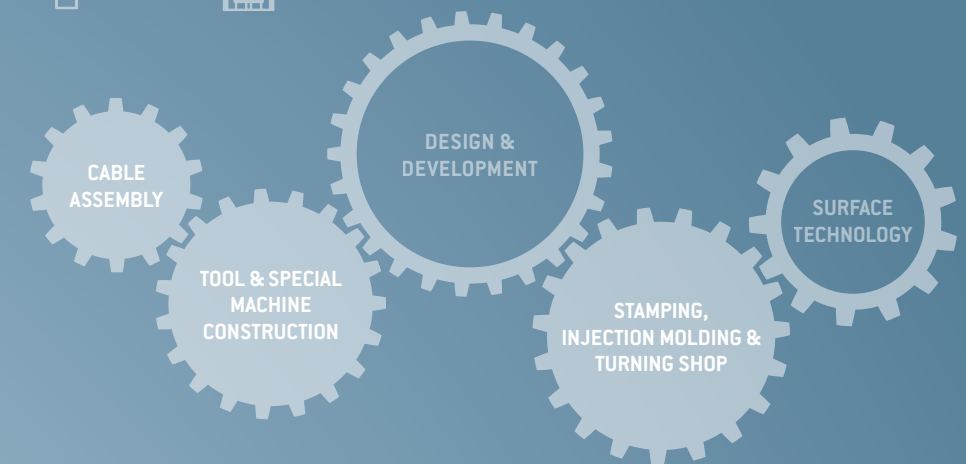 CABLE
ASSEMBLY
TOOL & SPECIAL
MACHINE
CONSTRUCTION
DESIGN &
DEVELOPMENT
STAMPING,
INJECTION MOLDING &
TURNING SHOP
SURFACE
TECHNOLOGY